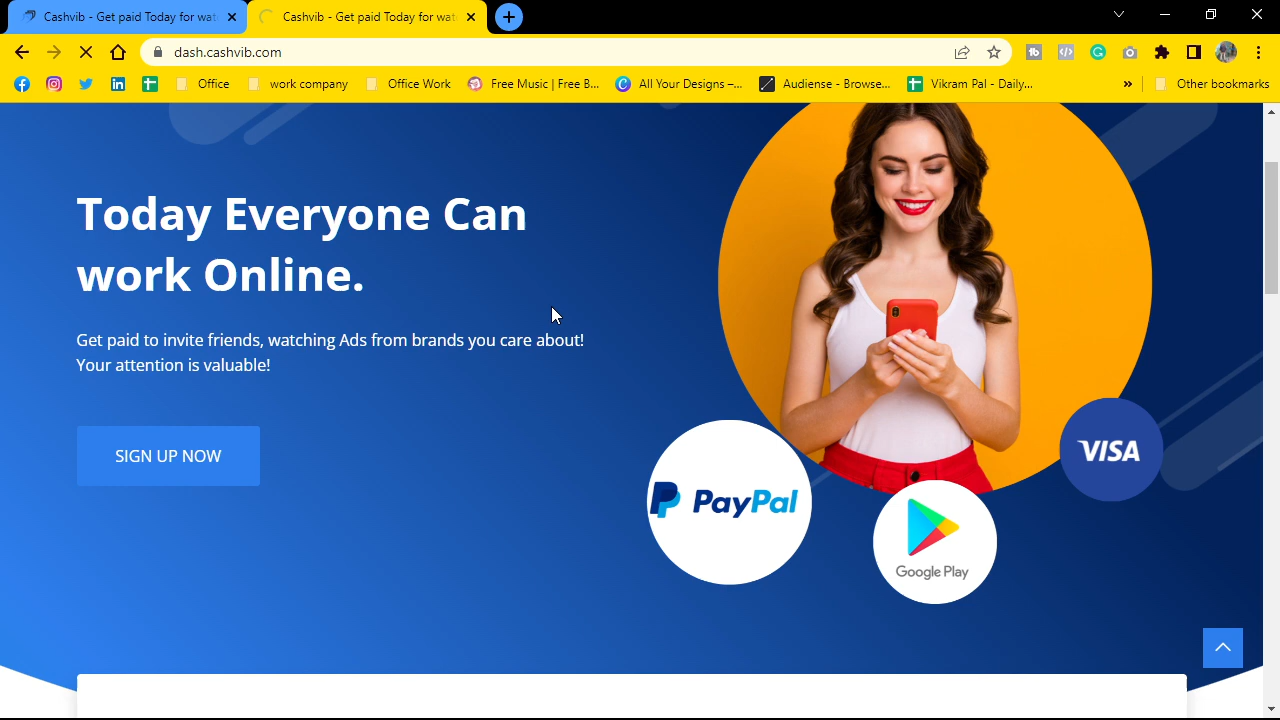 Cashvib - Get paid Today for wat
Cashvib - Get paid Today for wat
dash.cashvib.com
Office
work company
Office Work
Free Music | Free B...
All Your Designs –...
Audiense - Browse...
Vikram Pal - Daily...
»
Other bookmarks
Today Everyone Can
work Online.
Get paid to invite friends, watching Ads from brands you care about!
Your attention is valuable!
SIGN UP NOW
VISA
PayPal
Google Play